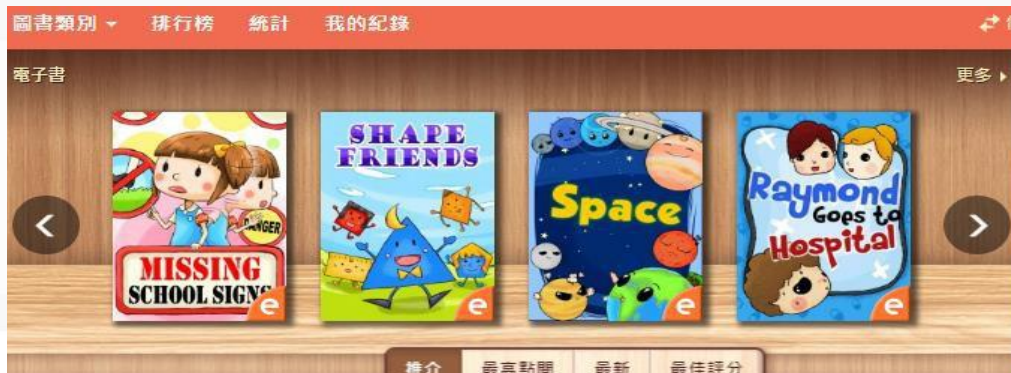 圖書類別 排行榜 統計 我的紀錄
電子書 更多
DANGER
MISSING
SCHOOL SIGNS
e
SHAPE
FRIENDS
e
Space
e
Raymond
Goes to
Hospital
e
推介 最高點閱 最新 最佳評分